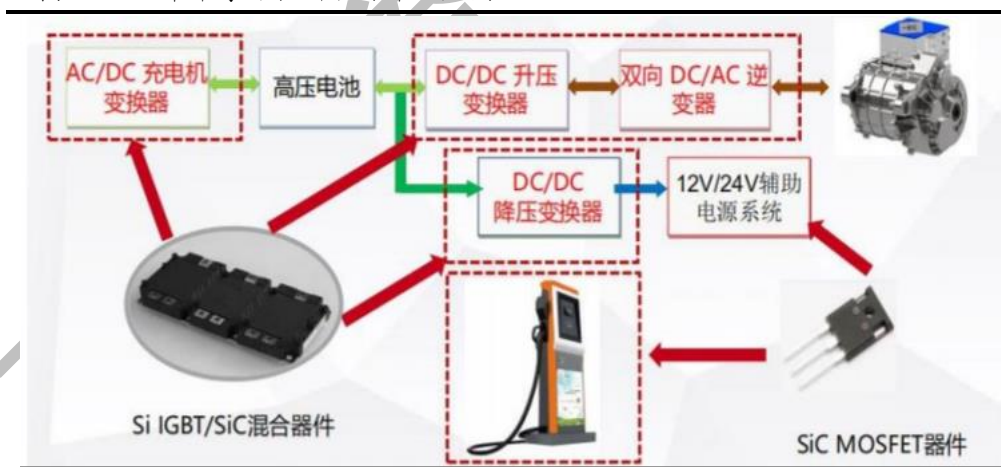 AC/DC 充电机
变换器
高压电池
DC/DC 升压
变换器
双向 DC/AC 逆
变器
DC/DC
降压变换器
12V/24V辅助
电源系统
Si IGBT/SiC混合器件
SiC MOSFET器件